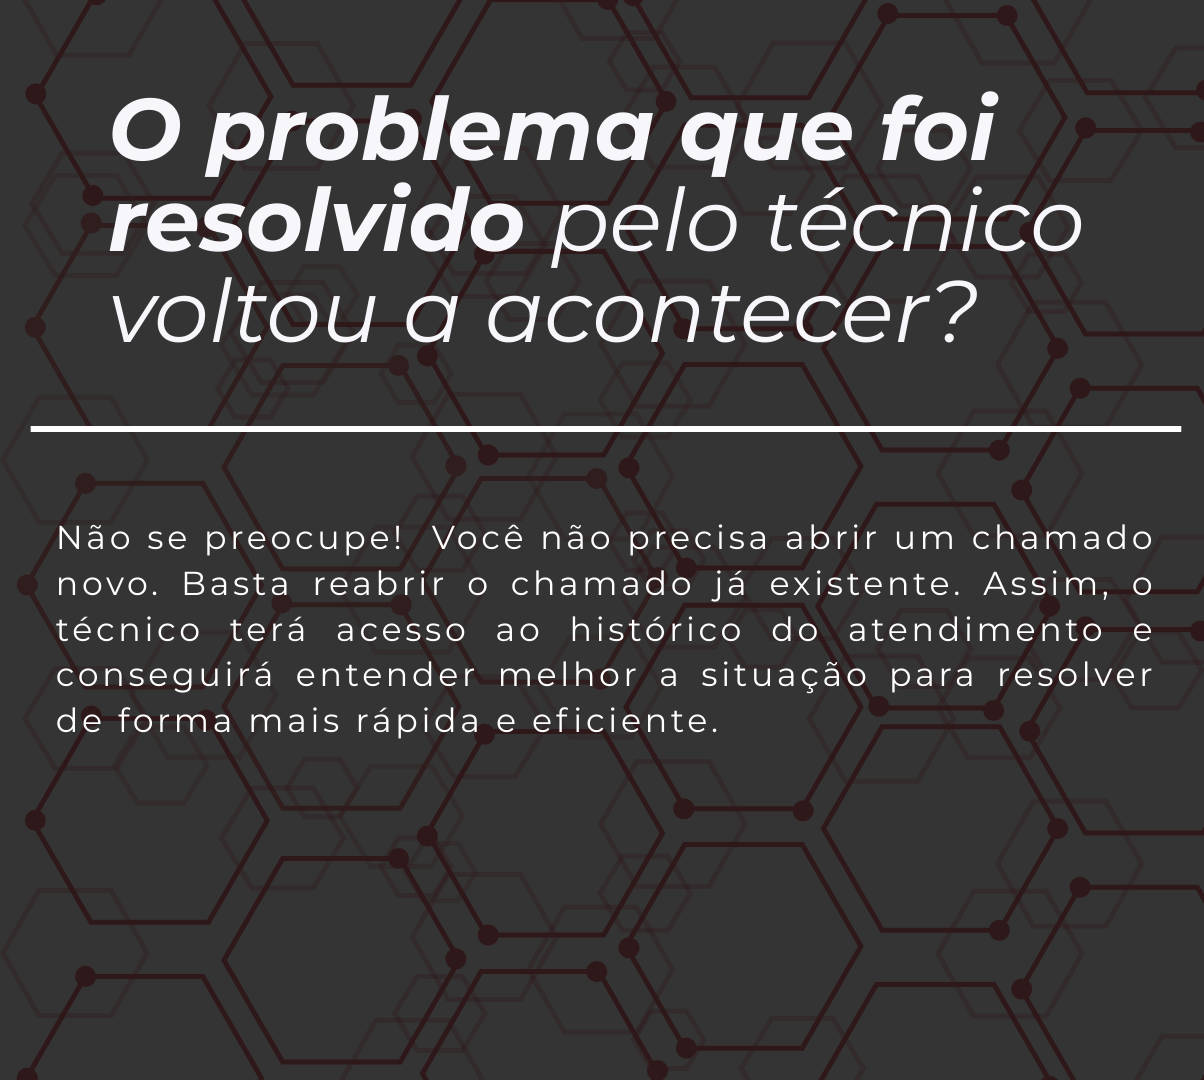 O problema que foi
resolvido pelo técnico
voltou a acontecer?
Não se preocupe!  Você não precisa abrir um chamado
novo. Basta reabrir o chamado já existente. Assim, o
técnico terá acesso ao histórico do atendimento e
conseguirá entender melhor a situação para resolver
de forma mais rápida e eficiente.